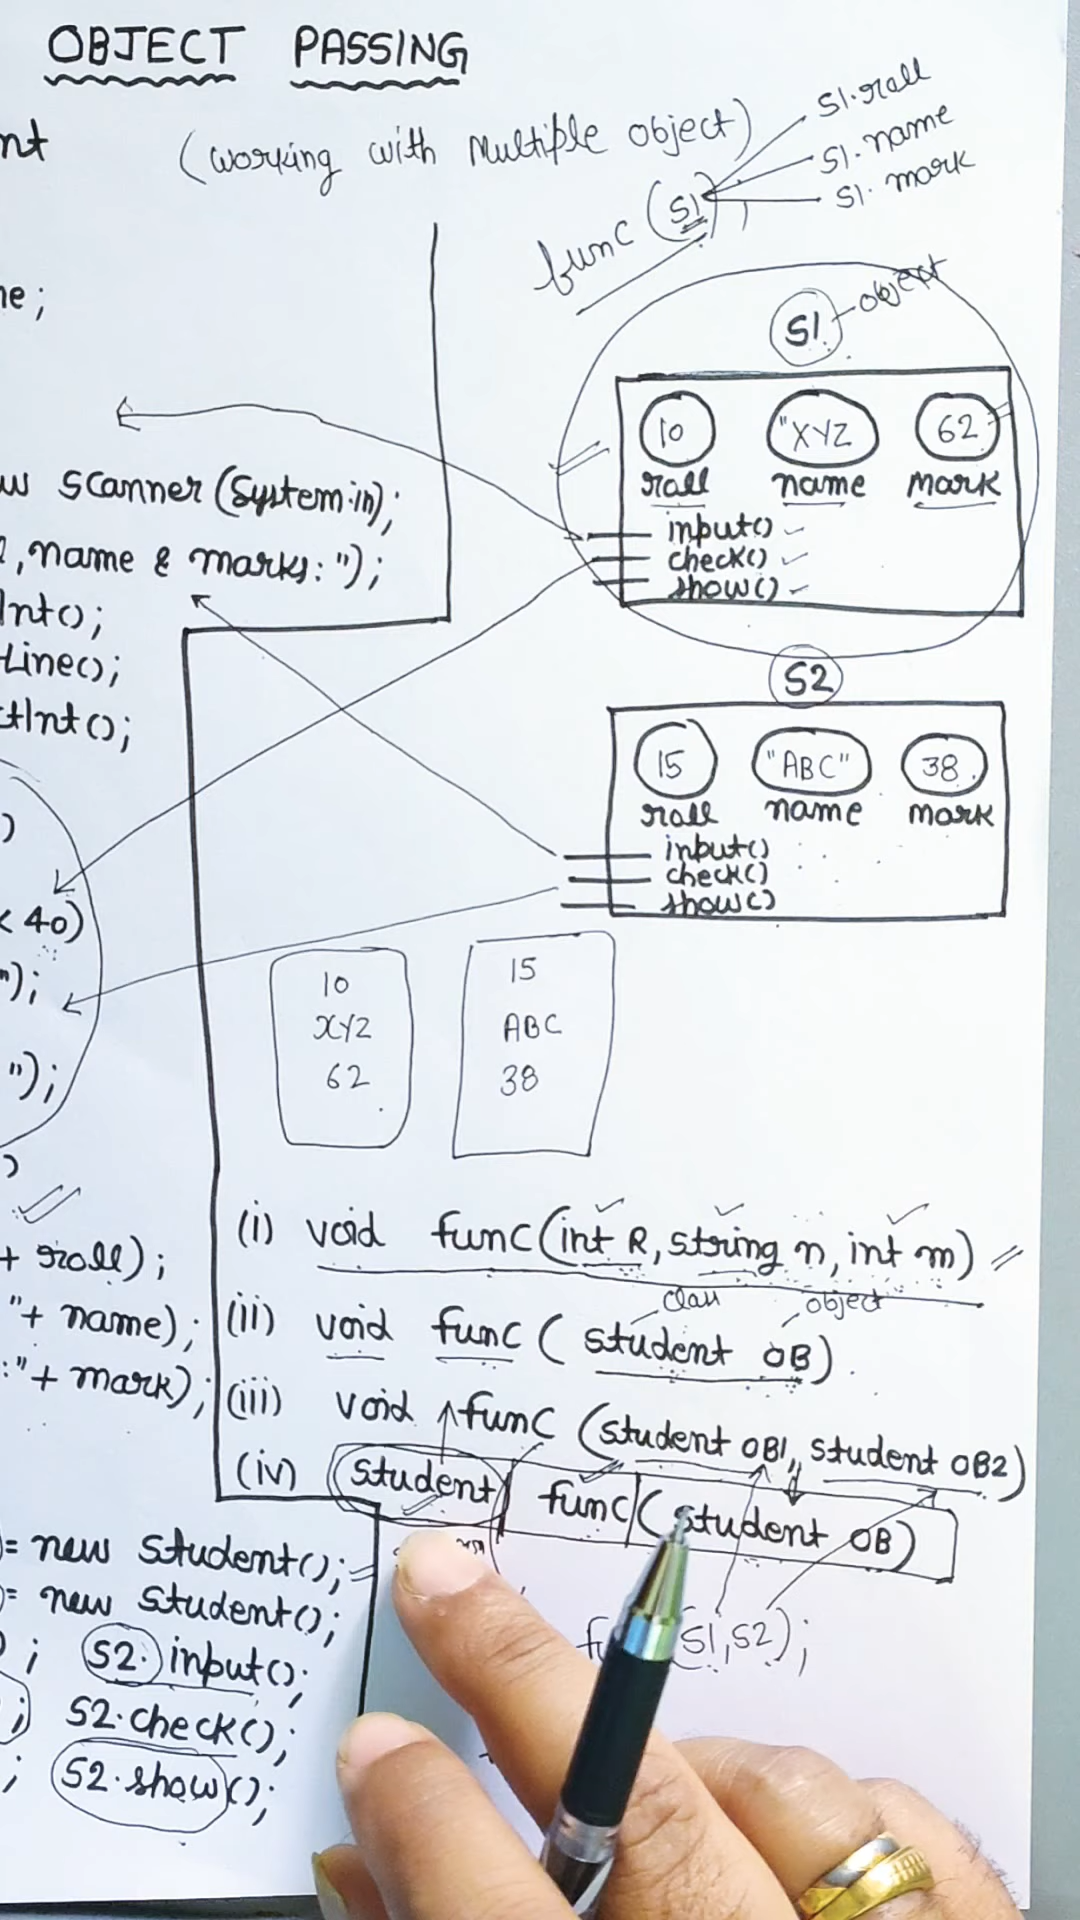 OBJECT PASSING
nt (working with Multiple object)
S1.roll
S1.name
S1.mark
func (S1)
ne;
S1 object
10 "XYZ 62
roll name mark
input()
check()
show()
w Scanner(System.in);
, name & marks: ");
Int();
Line();
tInt();
S2
15 "ABC" 38
roll name mark
input()
check()
show()
)
< 40)
");
");
10 15
XYZ ABC
62 38
(i) void func(int R, string n, int m)
+ roll);
class object
"+ name); (ii) void func ( student OB)
:"+ mark); (iii) void func (student OB1, student OB2)
(iv) student func (student OB)
= new Student();
= new Student();
func(S1,S2);
; S2.input();
; S2.check();
; S2.show();